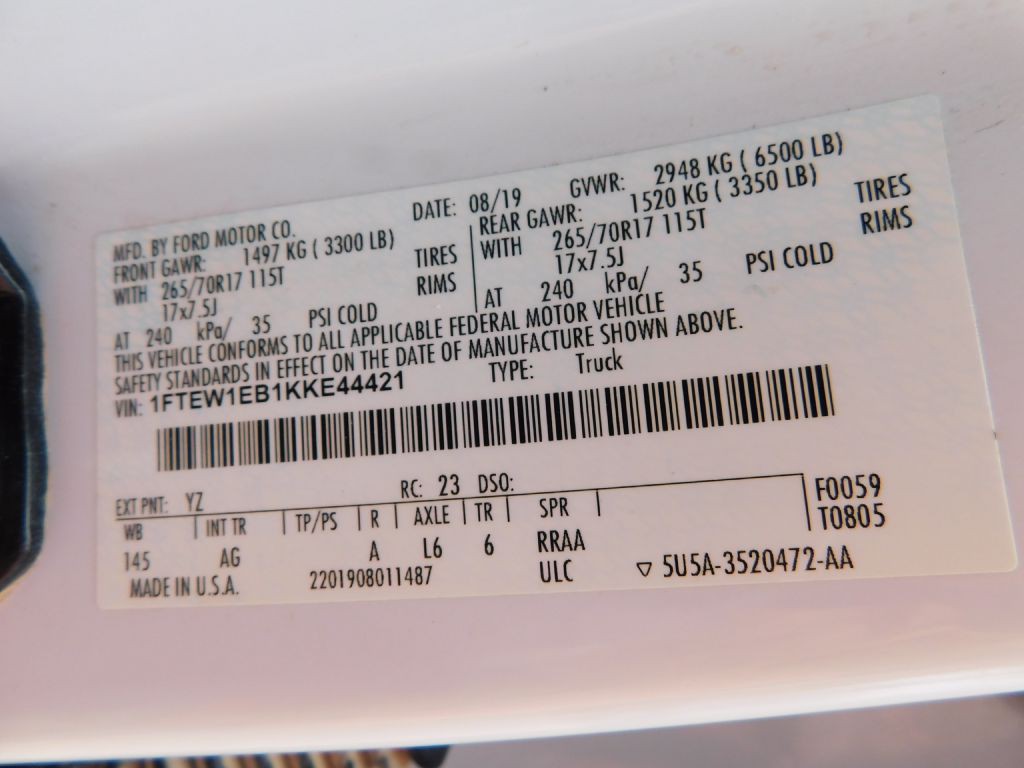 MFD. BY FORD MOTOR CO. DATE: 08/19 GVWR: 2948 KG ( 6500 LB)
FRONT GAWR: 1497 KG ( 3300 LB) REAR GAWR: 1520 KG ( 3350 LB)
WITH 265/70R17 115T TIRES WITH 265/70R17 115T TIRES
17x7.5J RIMS 17x7.5J RIMS
AT 240 kPa/ 35 PSI COLD AT 240 kPa/ 35 PSI COLD
THIS VEHICLE CONFORMS TO ALL APPLICABLE FEDERAL MOTOR VEHICLE
SAFETY STANDARDS IN EFFECT ON THE DATE OF MANUFACTURE SHOWN ABOVE.
VIN: 1FTEW1EB1KKE44421 TYPE: Truck
EXT PNT: YZ RC: 23 DSO:
WB INT TR TP/PS R AXLE TR SPR F0059
145 AG A L6 6 RRAA T0805
MADE IN U.S.A. 2201908011487 ULC ▽ 5U5A-3520472-AA